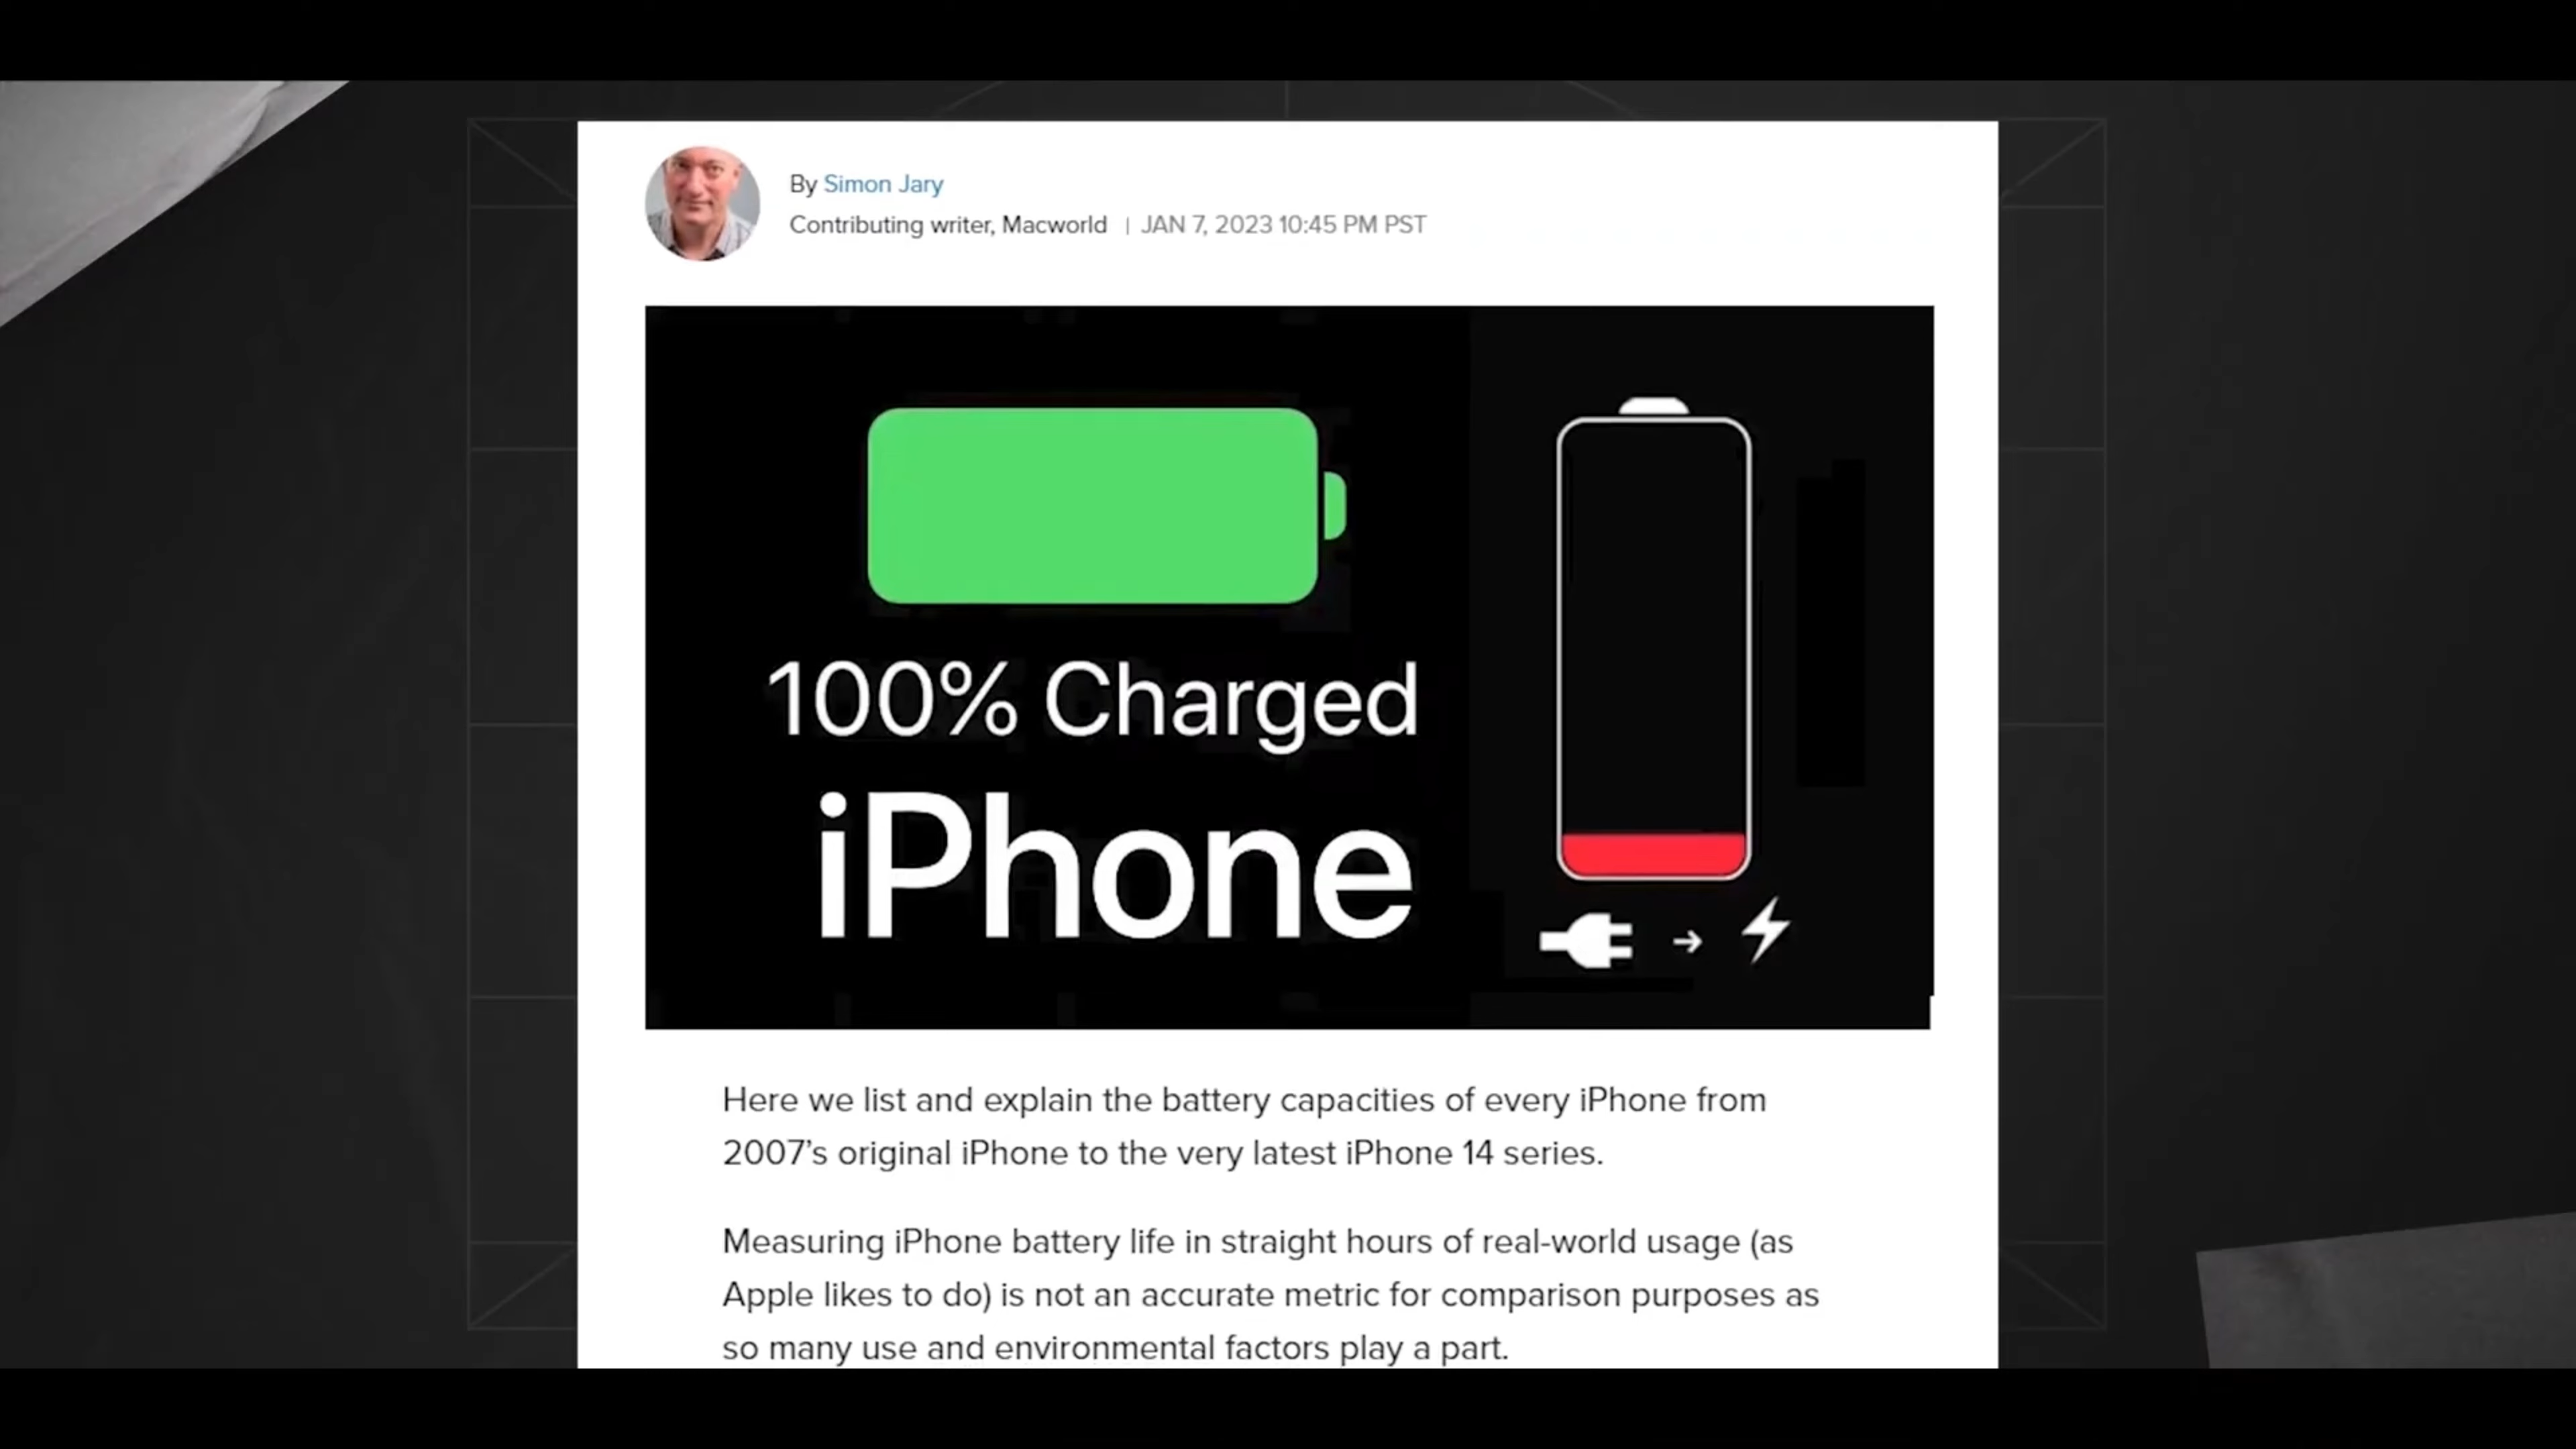 By Simon Jary
Contributing writer, Macworld | JAN 7, 2023 10:45 PM PST
100% Charged
iPhone
Here we list and explain the battery capacities of every iPhone from
2007’s original iPhone to the very latest iPhone 14 series.
Measuring iPhone battery life in straight hours of real-world usage (as
Apple likes to do) is not an accurate metric for comparison purposes as
so many use and environmental factors play a part.